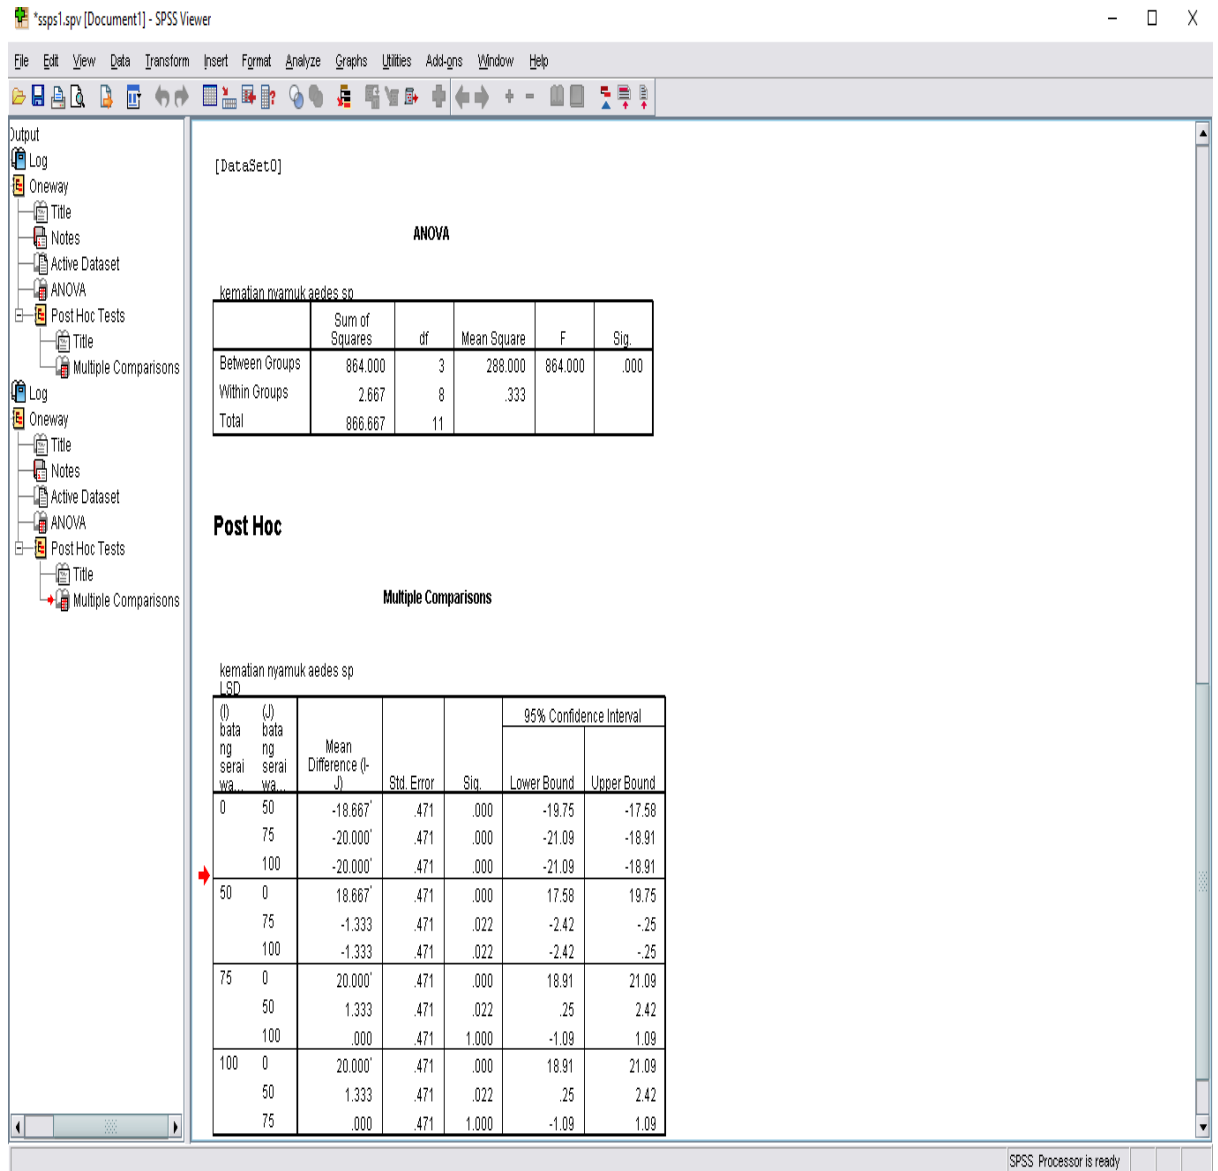 *ssps1.spv [Document1] - SPSS Viewer
File Edit View Data Transform Insert Format Analyze Graphs Utilities Add-ons Window Help
Output
Log
Oneway
Title
Notes
Active Dataset
ANOVA
Post Hoc Tests
Title
Multiple Comparisons
Log
Oneway
Title
Notes
Active Dataset
ANOVA
Post Hoc Tests
Title
Multiple Comparisons
[DataSet0]
ANOVA
kematian nyamuk aedes sp
Sum of Squares df Mean Square F Sig.
Between Groups 864.000 3 288.000 864.000 .000
Within Groups 2.667 8 .333
Total 866.667 11
Post Hoc
Multiple Comparisons
kematian nyamuk aedes sp
LSD
(I) batang serai wa... (J) batang serai wa... Mean Difference (I-J) Std. Error Sig. 95% Confidence Interval
Lower Bound Upper Bound
0 50 -18.667* .471 .000 -19.75 -17.58
75 -20.000* .471 .000 -21.09 -18.91
100 -20.000* .471 .000 -21.09 -18.91
50 0 18.667* .471 .000 17.58 19.75
75 -1.333 .471 .022 -2.42 -.25
100 -1.333 .471 .022 -2.42 -.25
75 0 20.000* .471 .000 18.91 21.09
50 1.333 .471 .022 .25 2.42
100 .000 .471 1.000 -1.09 1.09
100 0 20.000* .471 .000 18.91 21.09
50 1.333 .471 .022 .25 2.42
75 .000 .471 1.000 -1.09 1.09
SPSS Processor is ready